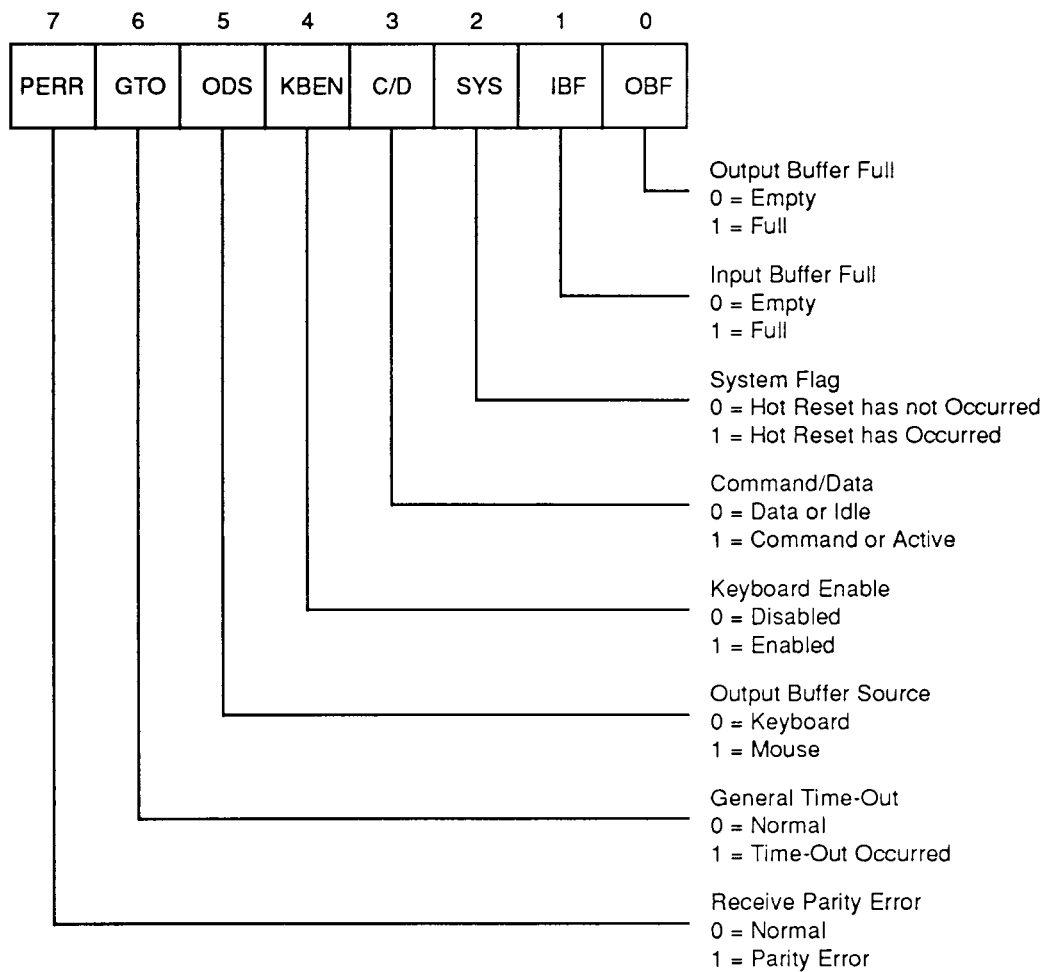 7 6 5 4 3 2 1 0
PERR GTO ODS KBEN C/D SYS IBF OBF
Output Buffer Full
0 = Empty
1 = Full
Input Buffer Full
0 = Empty
1 = Full
System Flag
0 = Hot Reset has not Occurred
1 = Hot Reset has Occurred
Command/Data
0 = Data or Idle
1 = Command or Active
Keyboard Enable
0 = Disabled
1 = Enabled
Output Buffer Source
0 = Keyboard
1 = Mouse
General Time-Out
0 = Normal
1 = Time-Out Occurred
Receive Parity Error
0 = Normal
1 = Parity Error